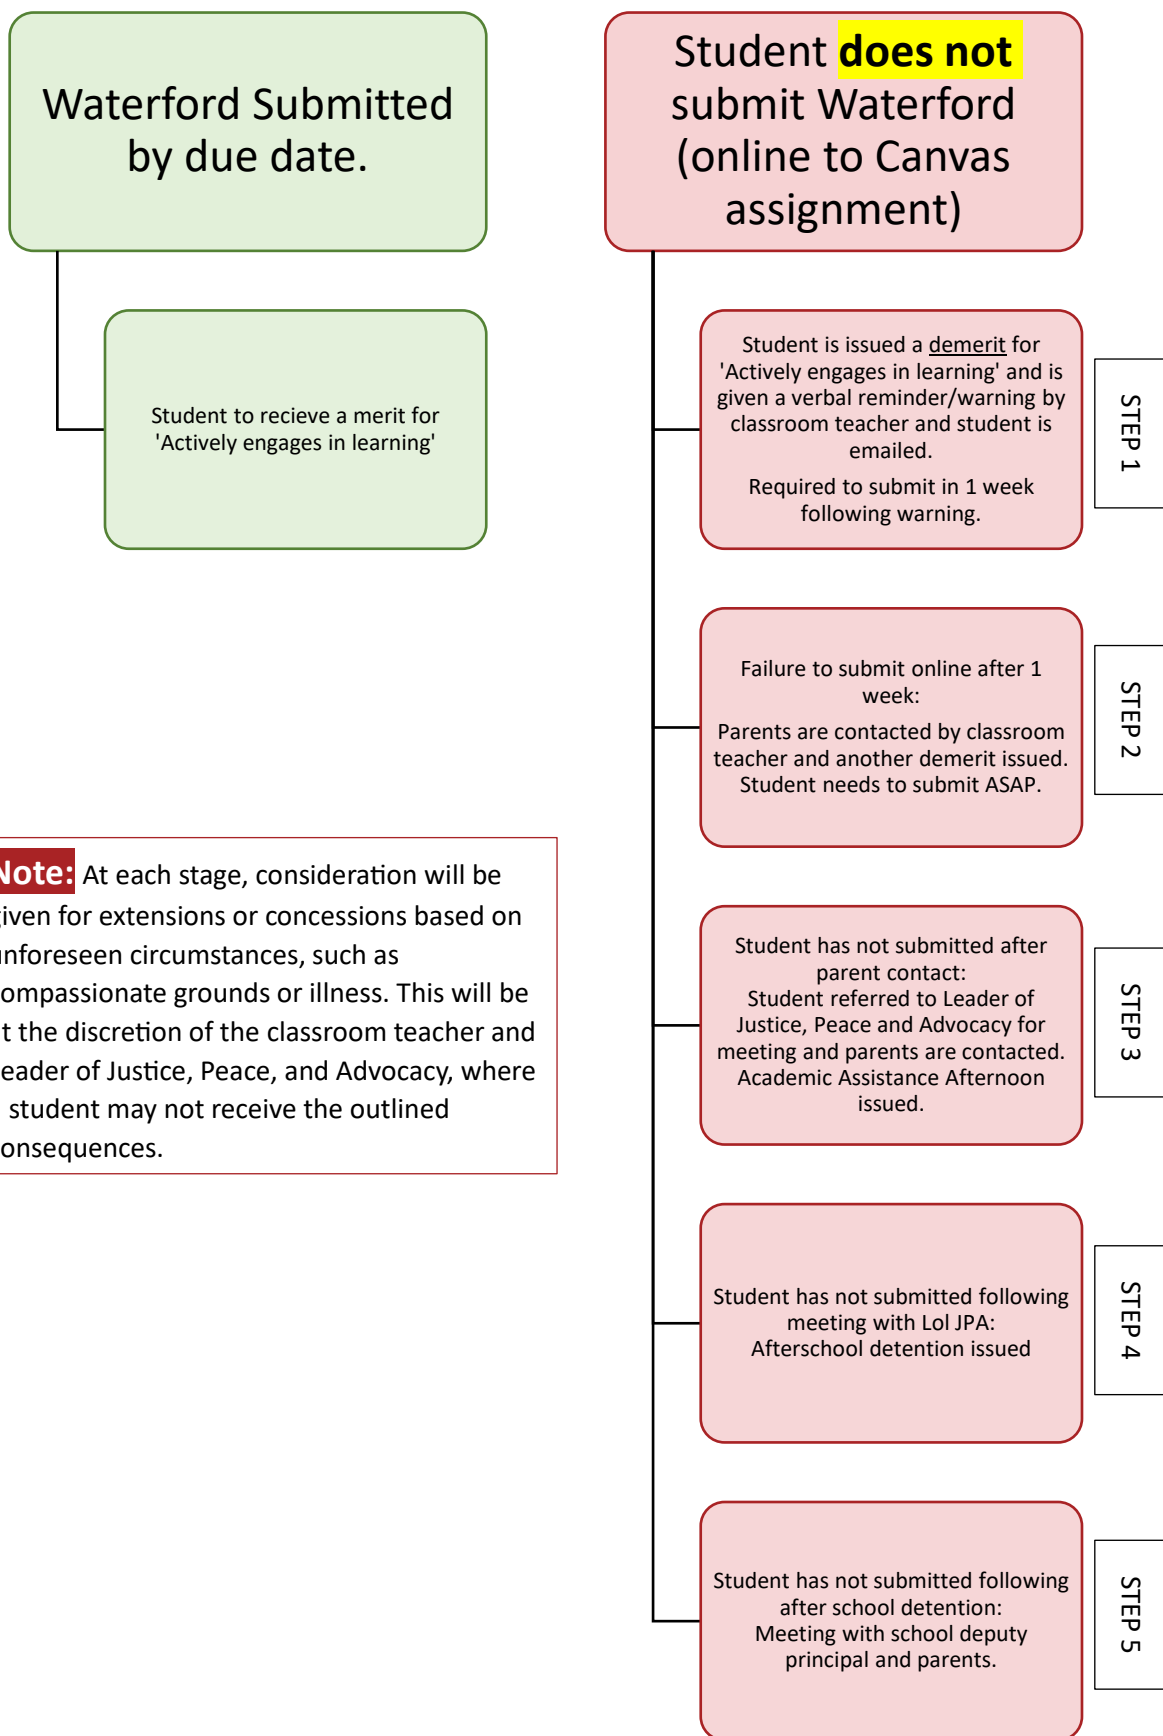 Waterford Submitted
by due date.
Student to recieve a merit for
'Actively engages in learning'
Student does not
submit Waterford
(online to Canvas
assignment)
Student is issued a demerit for
'Actively engages in learning' and is
given a verbal reminder/warning by
classroom teacher and student is
emailed.
Required to submit in 1 week
following warning.
STEP 1
Failure to submit online after 1
week:
Parents are contacted by classroom
teacher and another demerit issued.
Student needs to submit ASAP.
STEP 2
Note: At each stage, consideration will be
given for extensions or concessions based on
unforeseen circumstances, such as
compassionate grounds or illness. This will be
at the discretion of the classroom teacher and
Leader of Justice, Peace, and Advocacy, where
student may not receive the outlined
consequences.
Student has not submitted after
parent contact:
Student referred to Leader of
Justice, Peace and Advocacy for
meeting and parents are contacted.
Academic Assistance Afternoon
issued.
STEP 3
Student has not submitted following
meeting with Lol JPA:
Afterschool detention issued
STEP 4
Student has not submitted following
after school detention:
Meeting with school deputy
principal and parents.
STEP 5